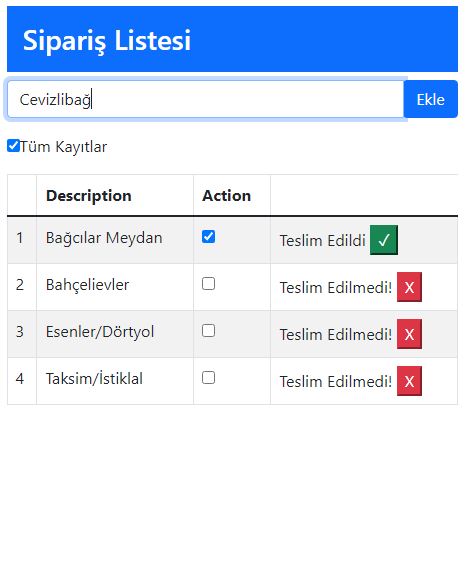 Sipariş Listesi
Cevizlibağ Ekle
Tüm Kayıtlar
Description Action
1 Bağcılar Meydan Teslim Edildi ✓
2 Bahçelievler Teslim Edilmedi! X
3 Esenler/Dörtyol Teslim Edilmedi! X
4 Taksim/İstiklal Teslim Edilmedi! X